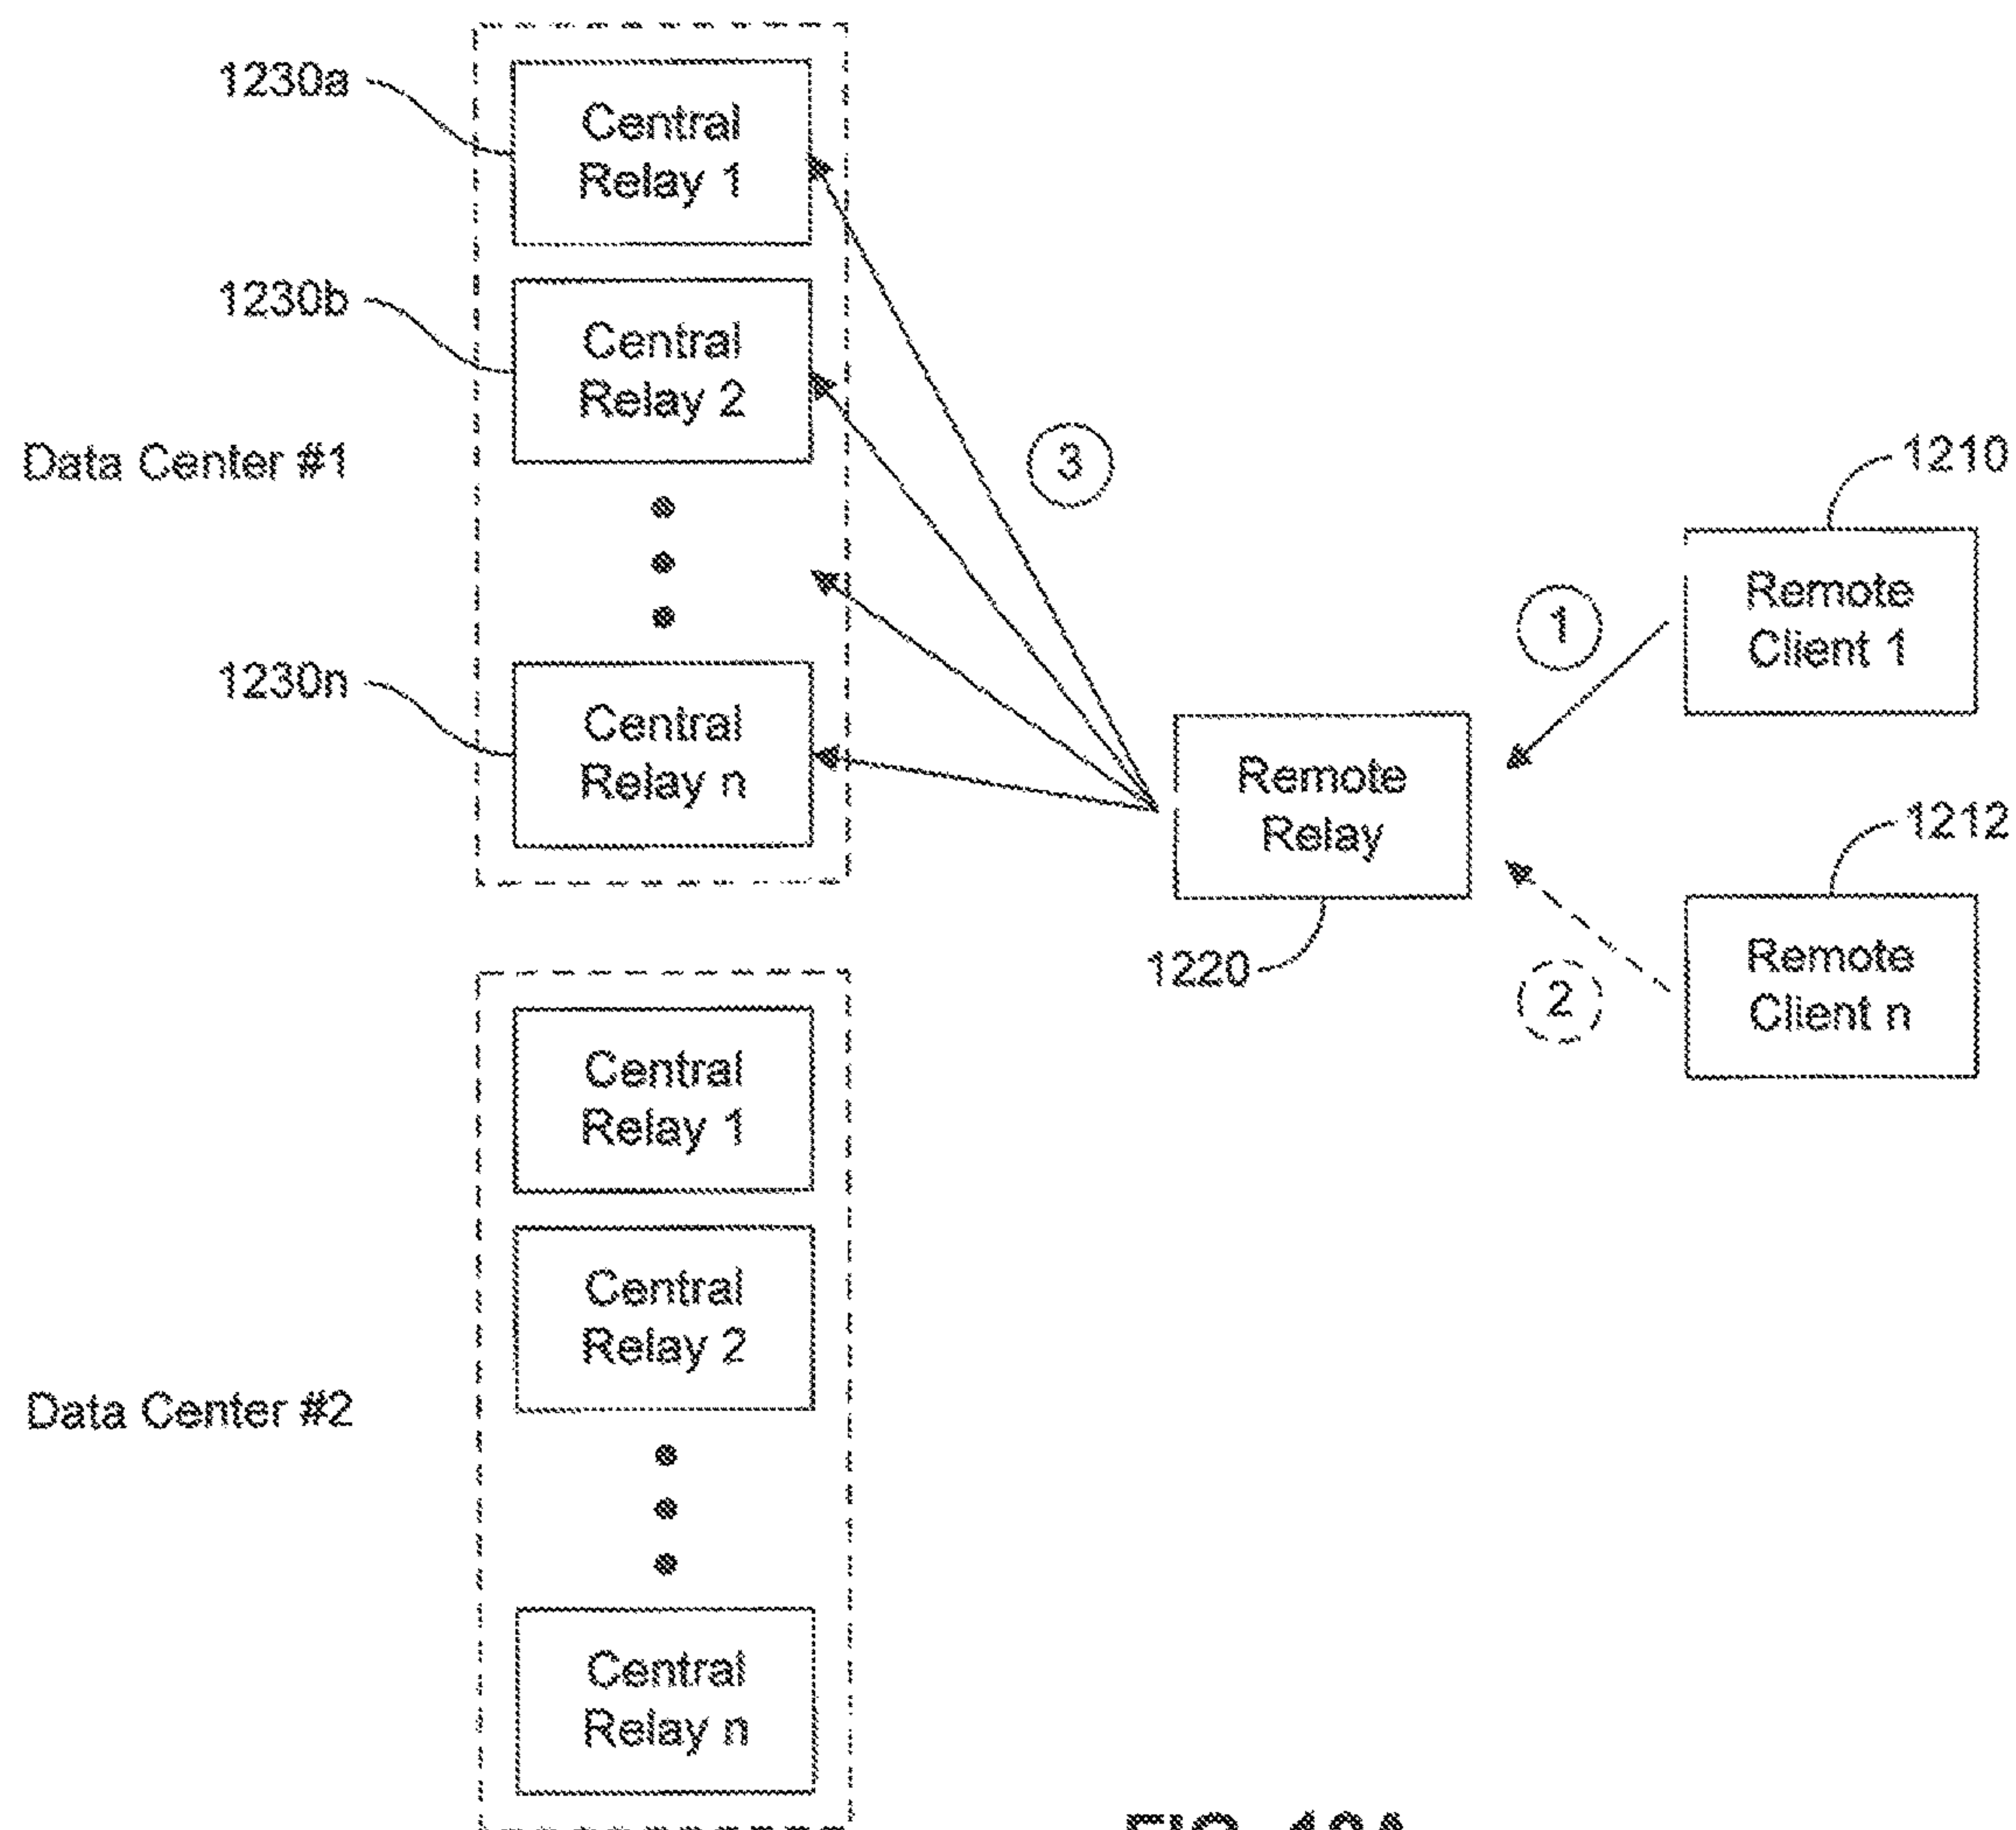 1230a
Central
Relay 1
1230b
Central
Relay 2
Data Center #1
3
1210
1230n
Central
Relay n
1
Remote
Client 1
Remote
Relay
1212
1220
2
Remote
Client n
Central
Relay 1
Central
Relay 2
Data Center #2
Central
Relay n
FIG.